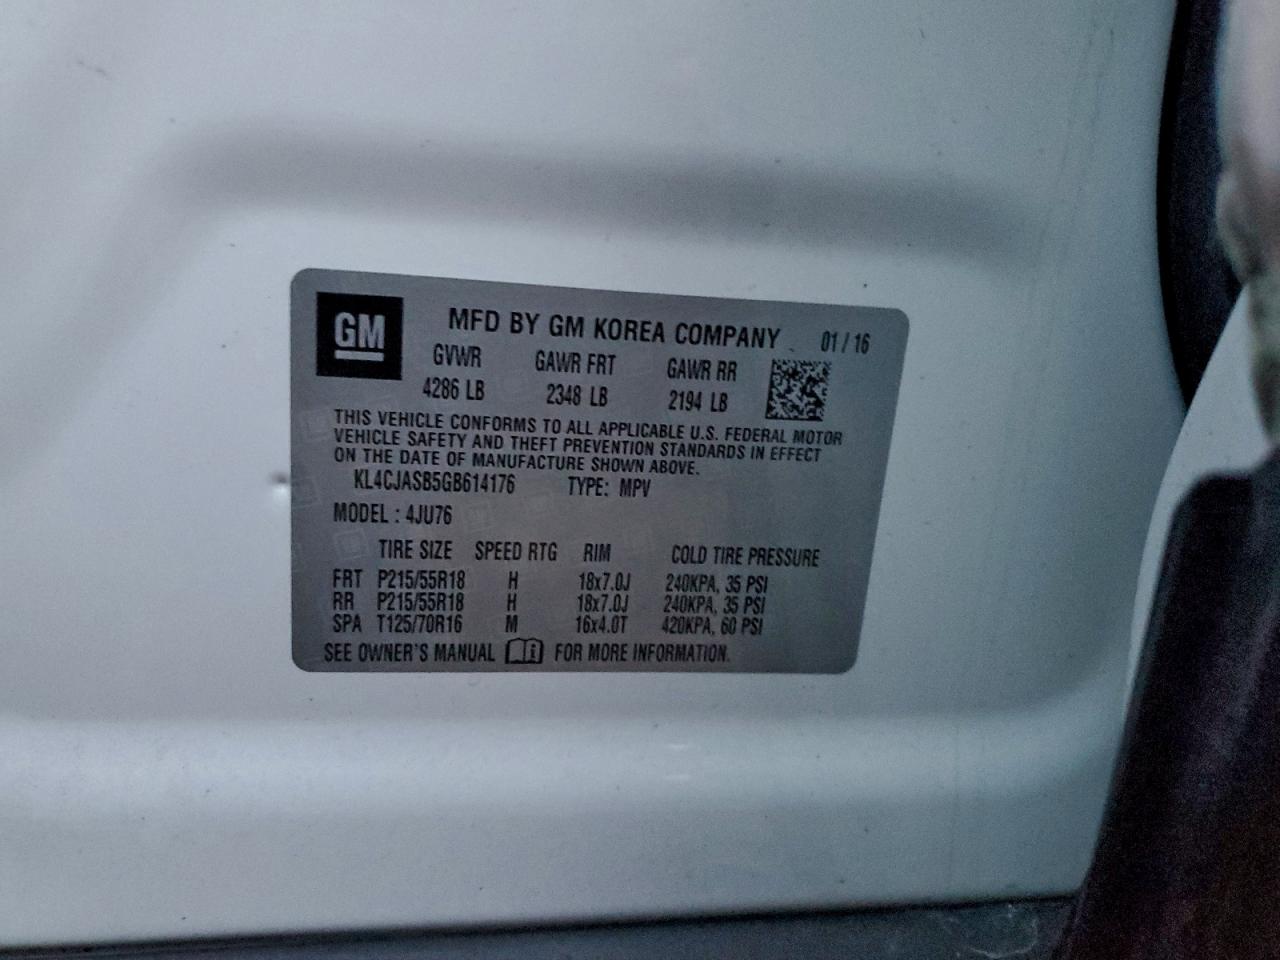 GM
MFD BY GM KOREA COMPANY 01 / 16
GVWR GAWR FRT GAWR RR
4286 LB 2348 LB 2194 LB
THIS VEHICLE CONFORMS TO ALL APPLICABLE U.S. FEDERAL MOTOR
VEHICLE SAFETY AND THEFT PREVENTION STANDARDS IN EFFECT
ON THE DATE OF MANUFACTURE SHOWN ABOVE.
KL4CJASB5GB614176 TYPE: MPV
MODEL : 4JU76
TIRE SIZE SPEED RTG RIM COLD TIRE PRESSURE
FRT P215/55R18 H 18x7.0J 240KPA, 35 PSI
RR P215/55R18 H 18x7.0J 240KPA, 35 PSI
SPA T125/70R16 M 16x4.0T 420KPA, 60 PSI
SEE OWNER'S MANUAL FOR MORE INFORMATION.